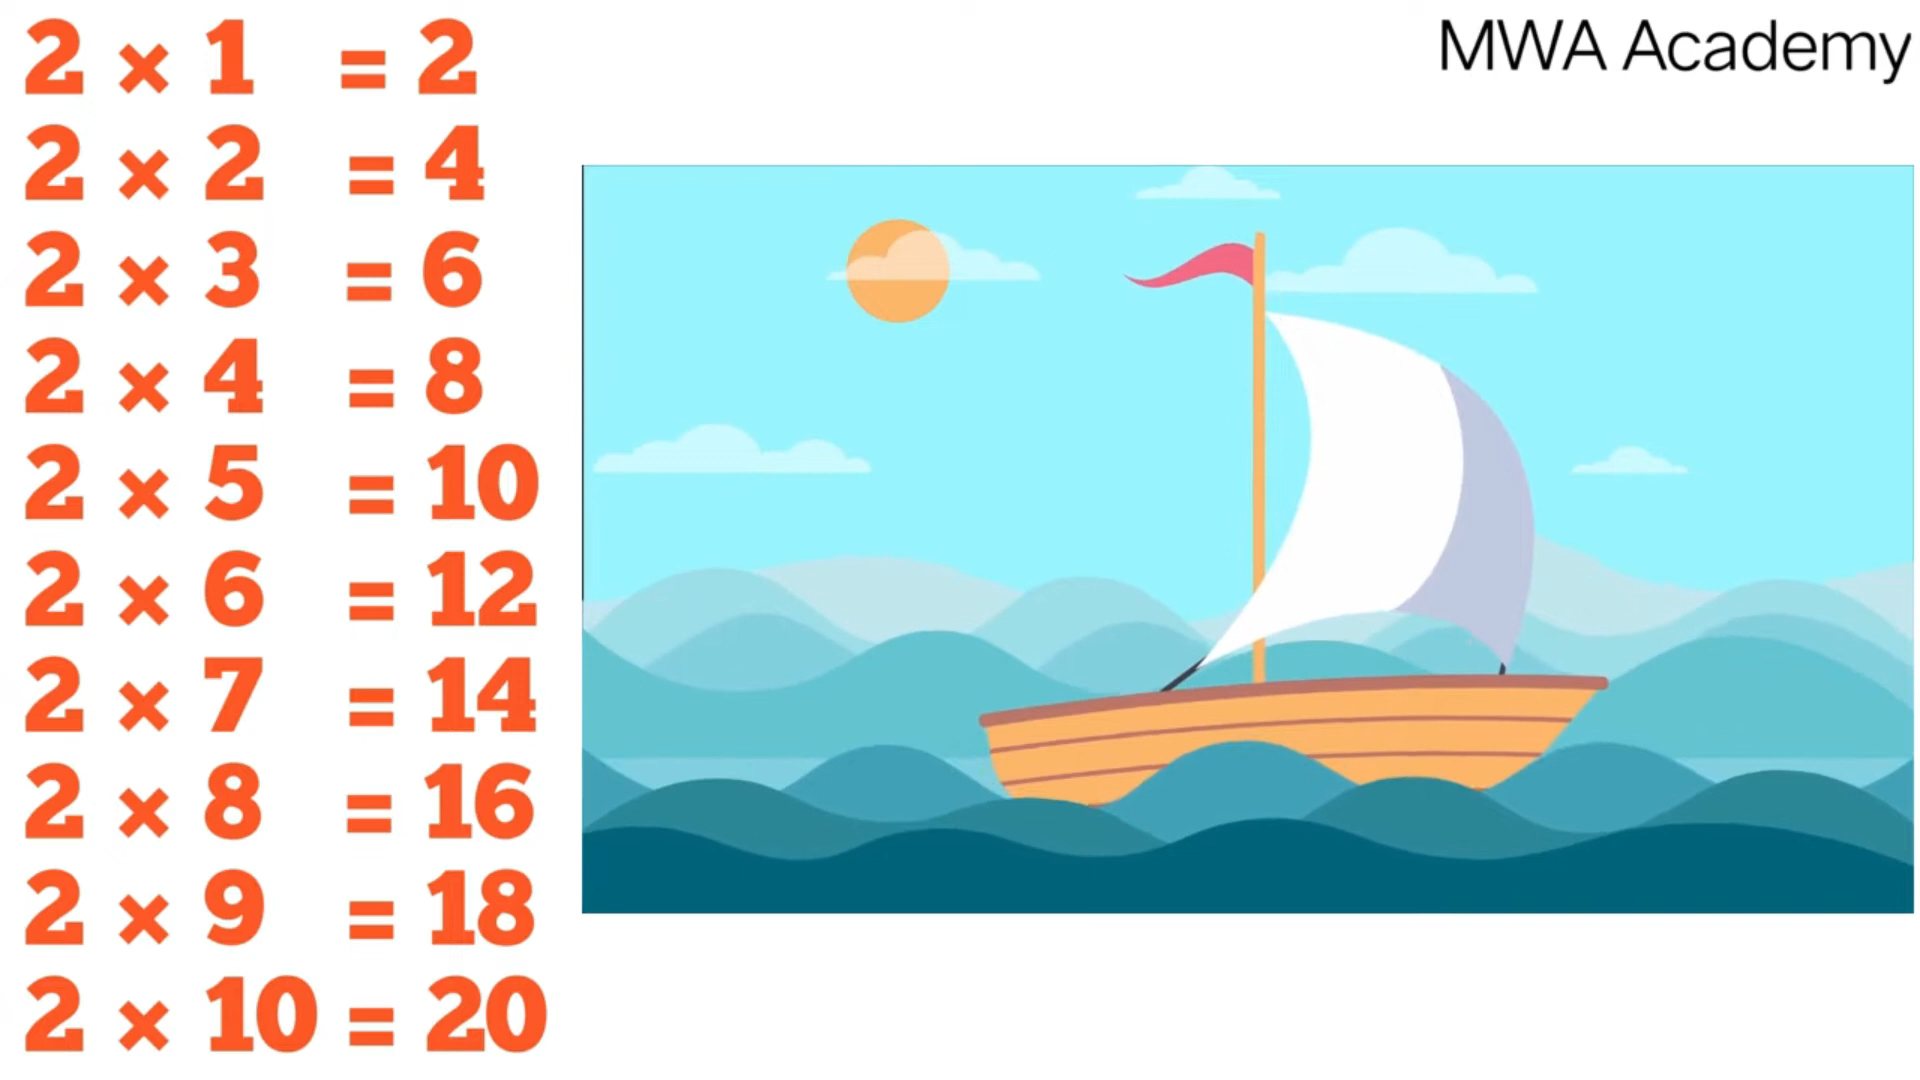 2 × 1 = 2
2 × 2 = 4
2 × 3 = 6
2 × 4 = 8
2 × 5 = 10
2 × 6 = 12
2 × 7 = 14
2 × 8 = 16
2 × 9 = 18
2 × 10 = 20
MWA Academy